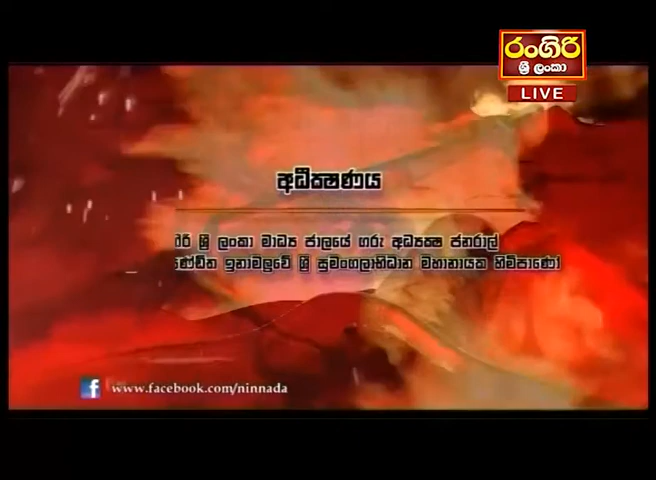 රංගිරි
ශ්‍රී ලංකා
LIVE
අධීක්ෂණය
ගිරි ශ්‍රී ලංකා මාධ්‍ය ජාලයේ ගරු අධ්‍යක්ෂ ජනරාල්
ඉනාමලුවේ ශ්‍රී සුමංගලාභිධාන මහානායක හිමිපාණෝ
www.facebook.com/ninnada